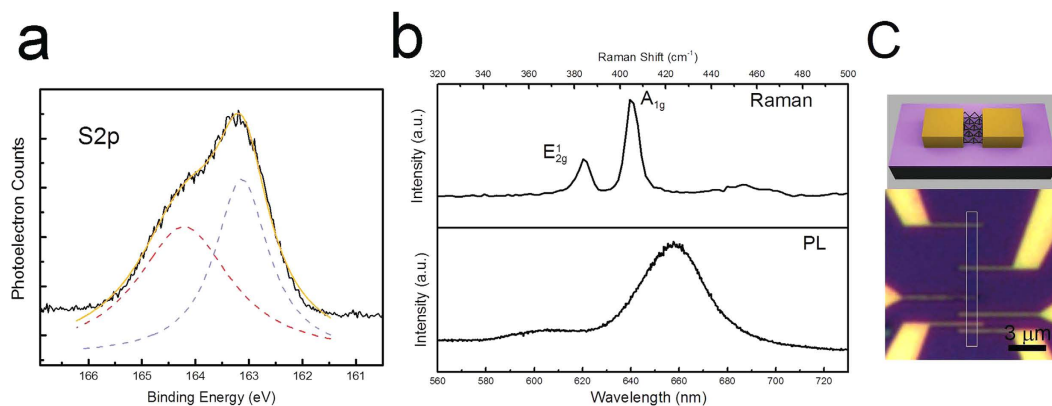 a
S2p
Photoelectron Counts
166 165 164 163 162 161
Binding Energy (eV)
b
Raman Shift (cm⁻¹)
320 340 360 380 400 420 440 460 480 500
A1g
Raman
E¹2g
Intensity (a.u.)
PL
Intensity (a.u.)
560 580 600 620 640 660 680 700 720
Wavelength (nm)
C
3 µm